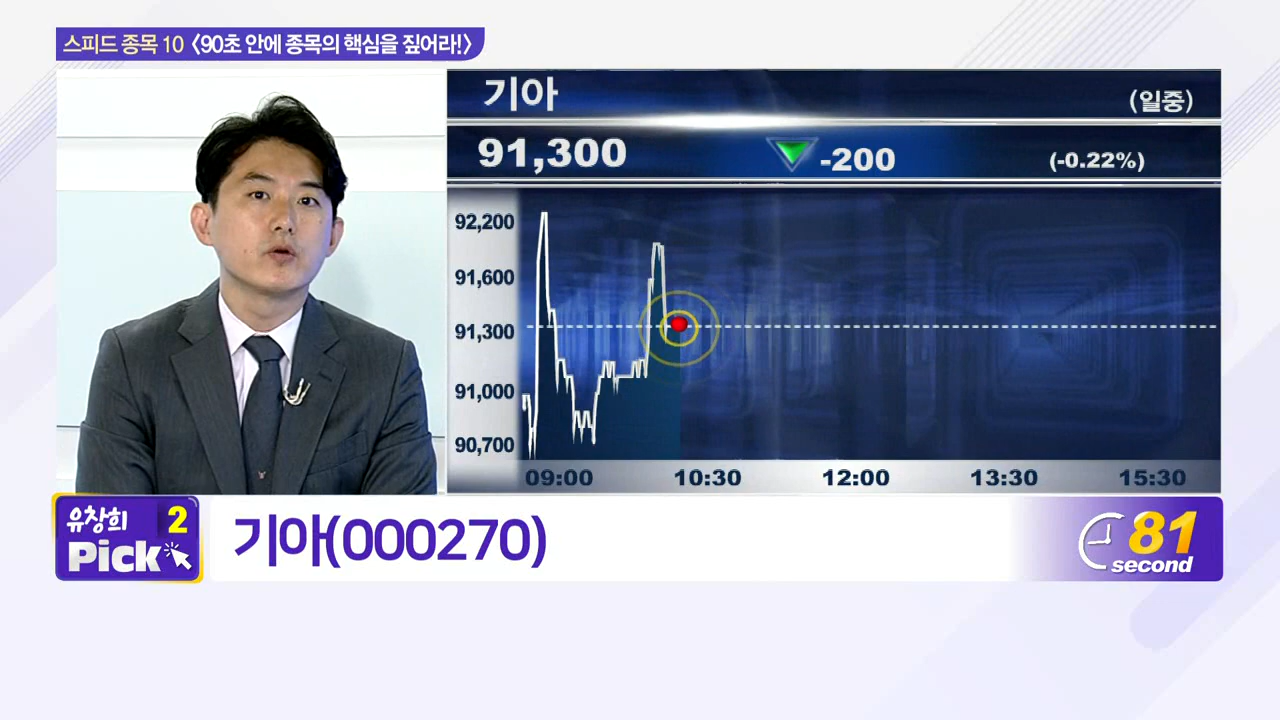 스피드 종목 10 <90초 안에 종목의 핵심을 짚어라!>
기아
(일중)
91,300
-200
(-0.22%)
92,200
91,600
91,300
91,000
90,700
09:00
10:30
12:00
13:30
15:30
유창희
2
Pick
기아(000270)
81
second